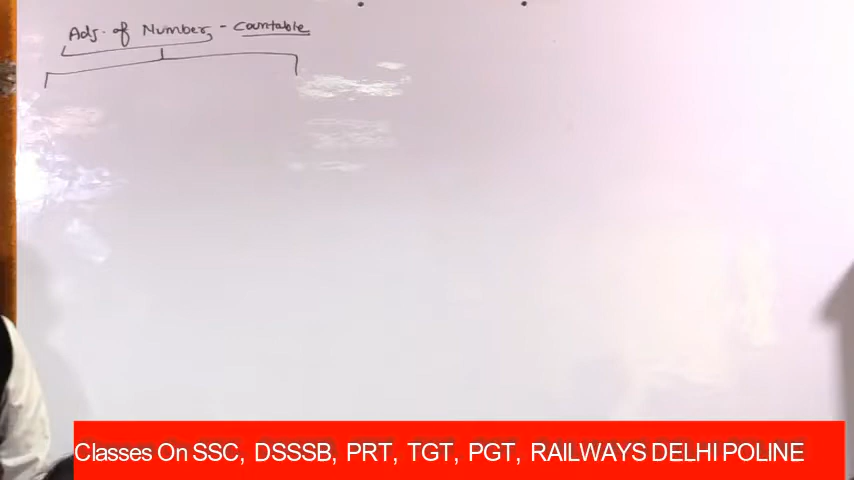 Adj. of Number, - Countable
Classes On SSC, DSSSB, PRT, TGT, PGT, RAILWAYS DELHI POLINE